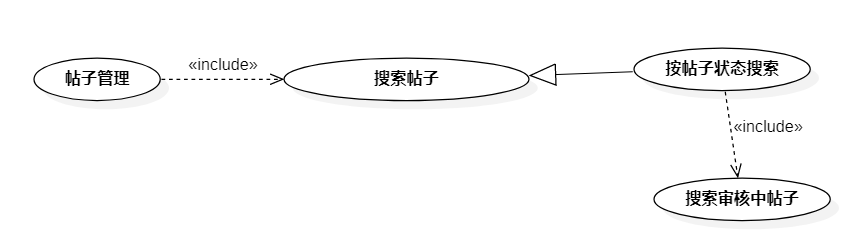 帖子管理
«include»
搜索帖子
按帖子状态搜索
«include»
搜索审核中帖子